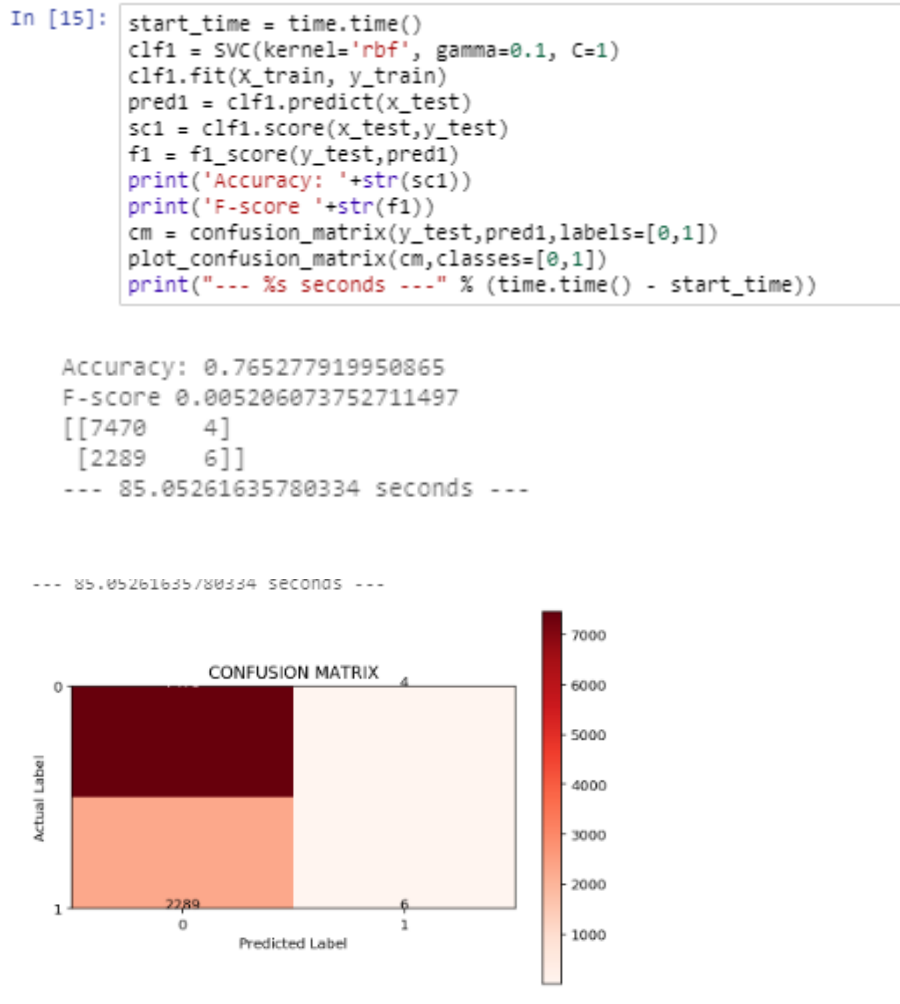 In [15]:
start_time = time.time()
clf1 = SVC(kernel='rbf', gamma=0.1, C=1)
clf1.fit(X_train, y_train)
pred1 = clf1.predict(x_test)
sc1 = clf1.score(x_test,y_test)
f1 = f1_score(y_test,pred1)
print('Accuracy: '+str(sc1))
print('F-score '+str(f1))
cm = confusion_matrix(y_test,pred1,labels=[0,1])
plot_confusion_matrix(cm,classes=[0,1])
print("--- %s seconds ---" % (time.time() - start_time))
Accuracy: 0.765277919950865
F-score 0.005206073752711497
[[7470 4]
[2289 6]]
--- 85.05261635780334 seconds ---
--- 85.05261635780334 seconds ---
CONFUSION MATRIX
0
4
Actual Label
1
2289
6
0
1
Predicted Label
7000
6000
5000
4000
3000
2000
1000